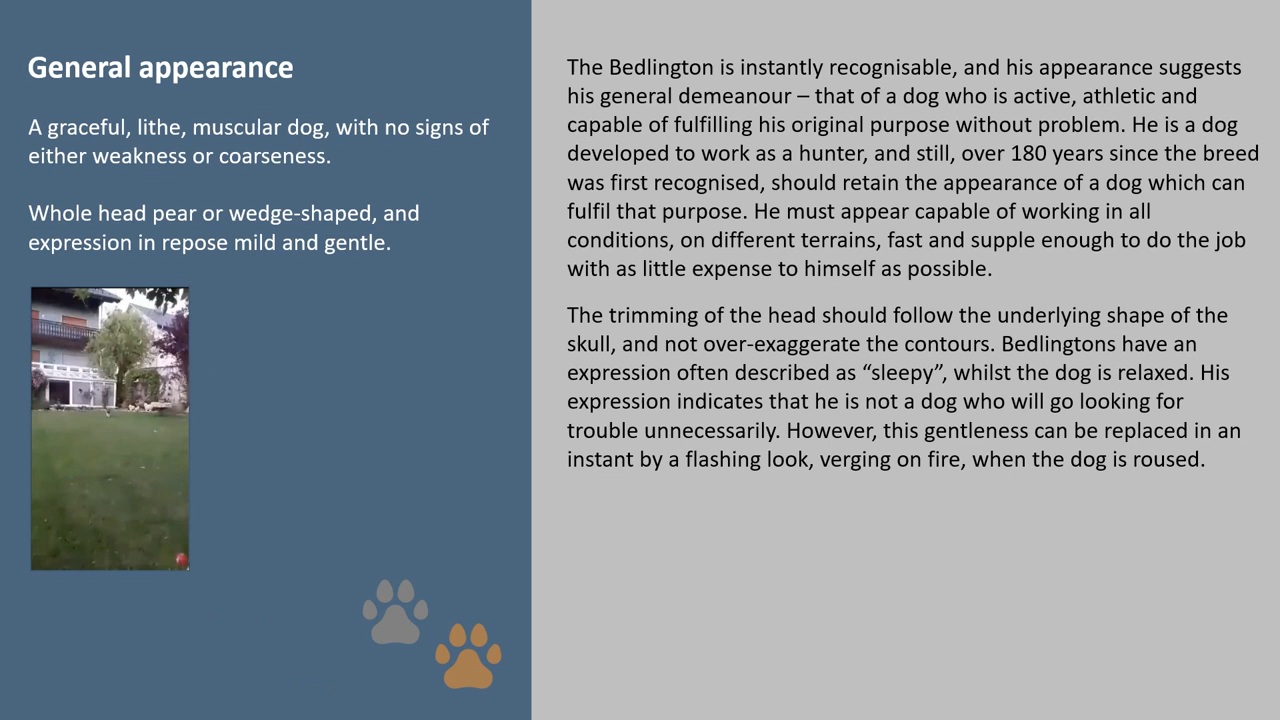 General appearance
A graceful, lithe, muscular dog, with no signs of
either weakness or coarseness.
Whole head pear or wedge-shaped, and
expression in repose mild and gentle.
The Bedlington is instantly recognisable, and his appearance suggests
his general demeanour – that of a dog who is active, athletic and
capable of fulfilling his original purpose without problem. He is a dog
developed to work as a hunter, and still, over 180 years since the breed
was first recognised, should retain the appearance of a dog which can
fulfil that purpose. He must appear capable of working in all
conditions, on different terrains, fast and supple enough to do the job
with as little expense to himself as possible.
The trimming of the head should follow the underlying shape of the
skull, and not over-exaggerate the contours. Bedlingtons have an
expression often described as “sleepy”, whilst the dog is relaxed. His
expression indicates that he is not a dog who will go looking for
trouble unnecessarily. However, this gentleness can be replaced in an
instant by a flashing look, verging on fire, when the dog is roused.